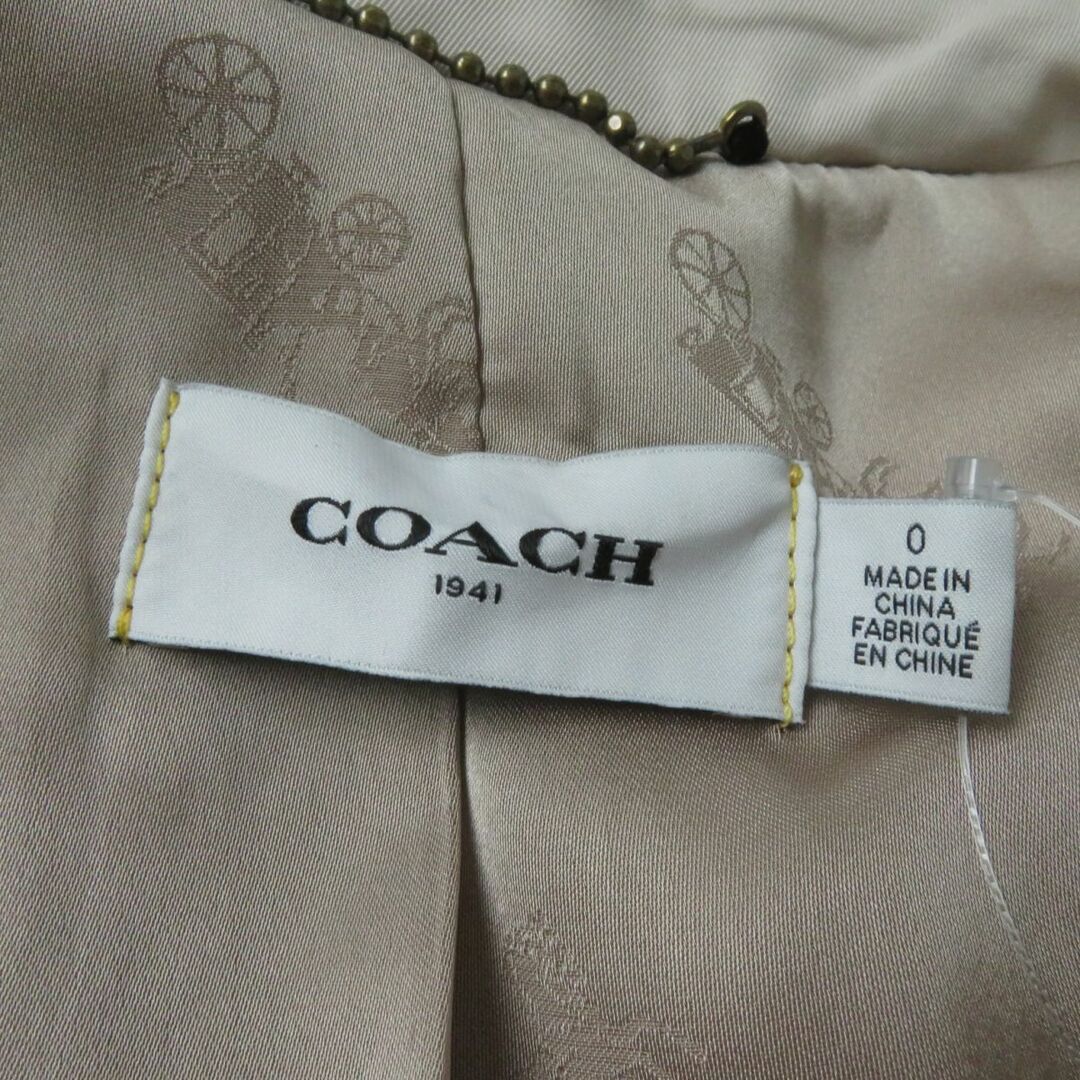 COACH
1941
0
MADE IN
CHINA
FABRIQUÉ
EN CHINE